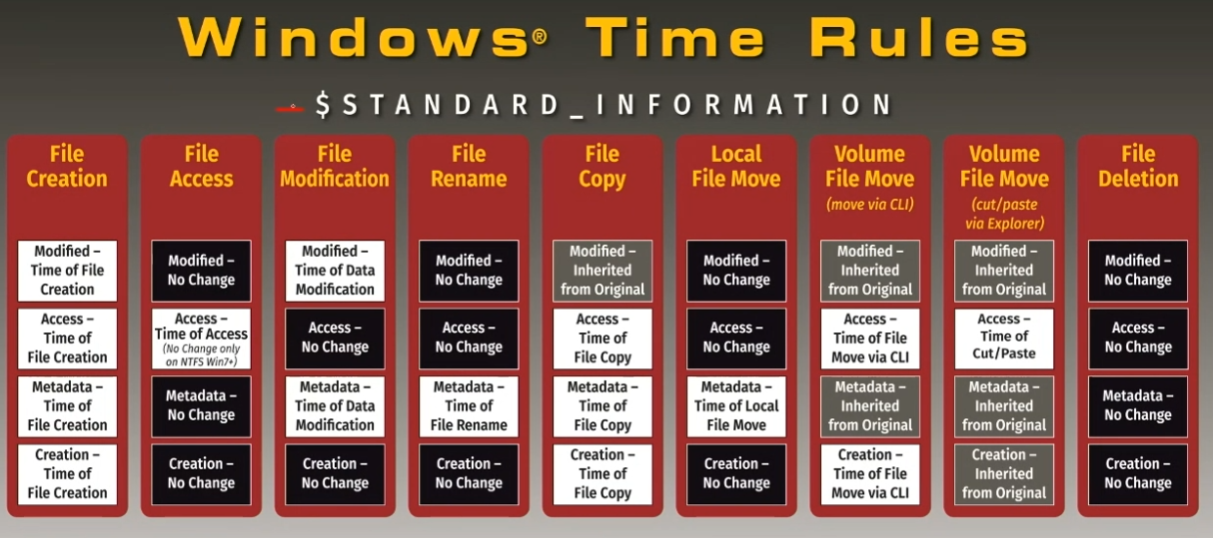 Windows® Time Rules
$STANDARD_INFORMATION
File
Creation
Modified –
Time of File
Creation
Access –
Time of
File Creation
Metadata –
Time of
File Creation
Creation –
Time of
File Creation
File
Access
Modified –
No Change
Access –
Time of Access
(No Change only
on NTFS Win7+)
Metadata –
No Change
Creation –
No Change
File
Modification
Modified –
Time of Data
Modification
Access –
No Change
Metadata –
Time of Data
Modification
Creation –
No Change
File
Rename
Modified –
No Change
Access –
No Change
Metadata –
Time of
File Rename
Creation –
No Change
File
Copy
Modified –
Inherited
from Original
Access –
Time of
File Copy
Metadata –
Time of
File Copy
Creation –
Time of
File Copy
Local
File Move
Modified –
No Change
Access –
No Change
Metadata –
Time of Local
File Move
Creation –
No Change
Volume
File Move
(move via CLI)
Modified –
Inherited
from Original
Access –
Time of File
Move via CLI
Metadata –
Inherited
from Original
Creation –
Time of File
Move via CLI
Volume
File Move
(cut/paste
via Explorer)
Modified –
Inherited
from Original
Access –
Time of
Cut/Paste
Metadata –
Inherited
from Original
Creation –
Inherited
from Original
File
Deletion
Modified –
No Change
Access –
No Change
Metadata –
No Change
Creation –
No Change